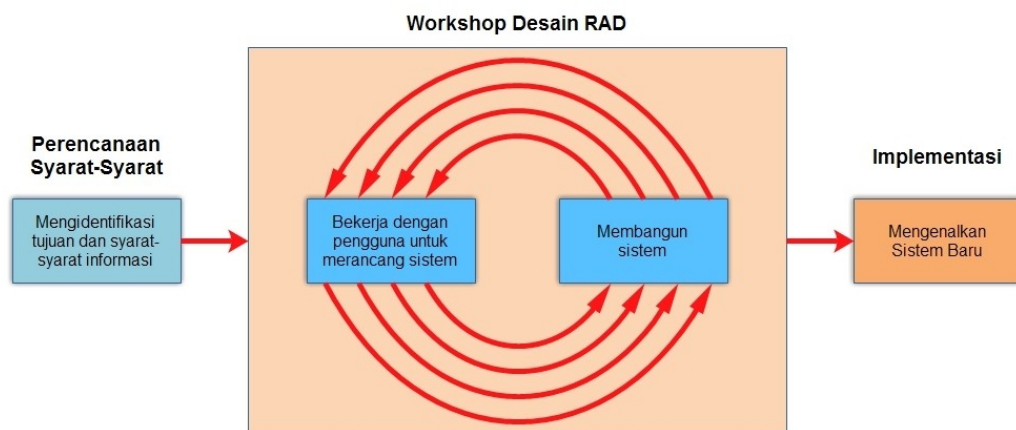 Workshop Desain RAD
Perencanaan
Syarat-Syarat
Mengidentifikasi
tujuan dan syarat-
syarat informasi
Bekerja dengan
pengguna untuk
merancang sistem
Membangun
sistem
Implementasi
Mengenalkan
Sistem Baru